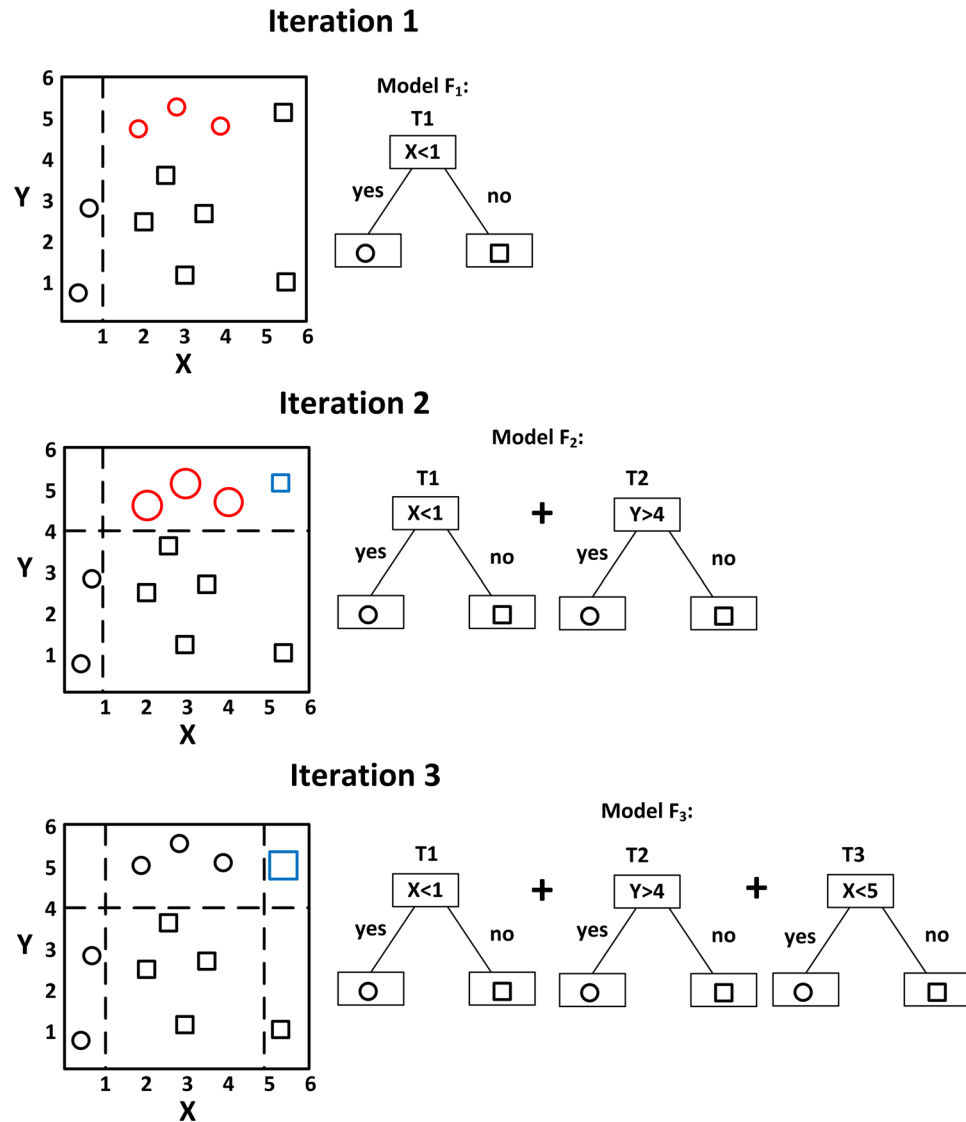 Iteration 1
Model F₁:
T1
X<1
yes
no
6
5
4
3
2
1
Y
1 2 3 4 5 6
X
Iteration 2
Model F₂:
T1
X<1
yes
no
+
T2
Y>4
yes
no
6
5
4
3
2
1
Y
1 2 3 4 5 6
X
Iteration 3
Model F₃:
T1
X<1
yes
no
+
T2
Y>4
yes
no
+
T3
X<5
yes
no
6
5
4
3
2
1
Y
1 2 3 4 5 6
X